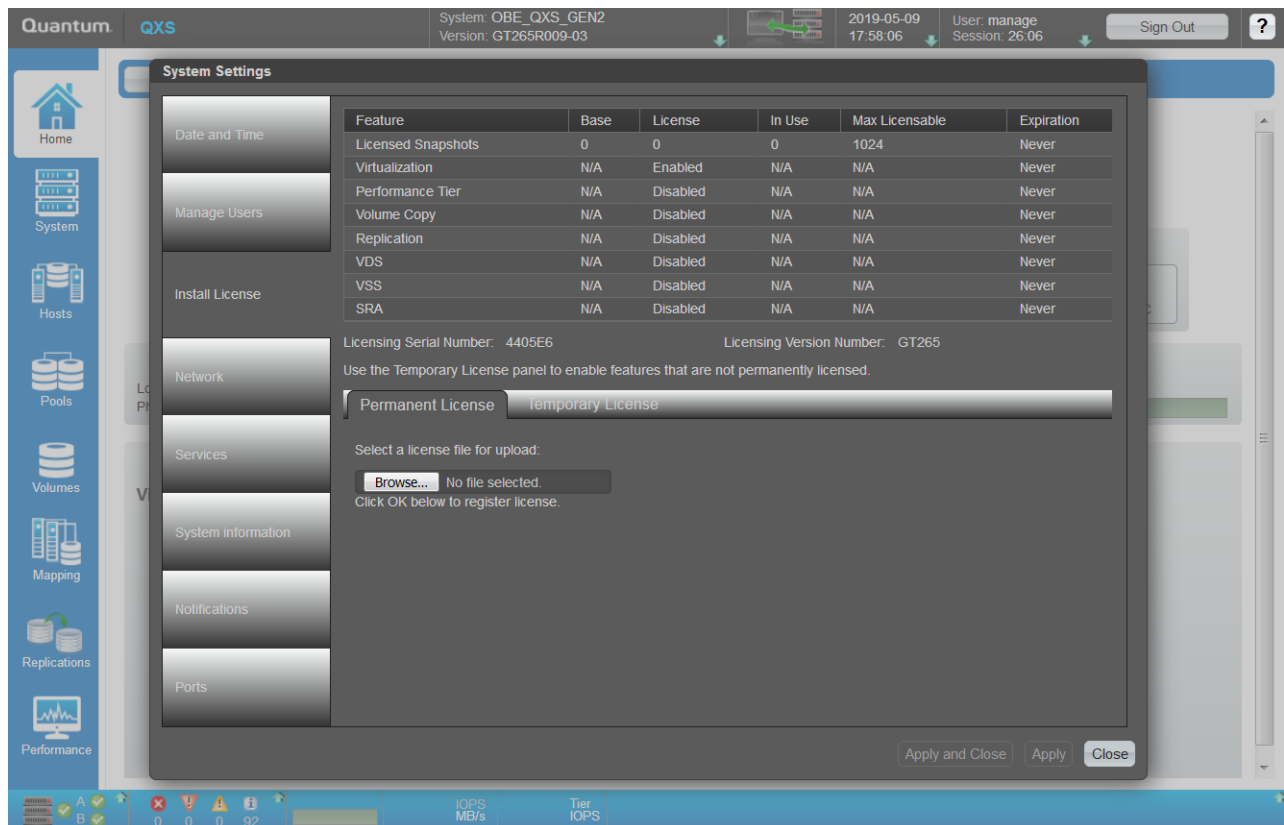 Quantum. QXS
System: OBE_QXS_GEN2
Version: GT265R009-03
2019-05-09
17:58:06
User: manage
Session: 26:06
Sign Out
?
System Settings
Home
System
Hosts
Pools
Volumes
Mapping
Replications
Performance
Date and Time
Manage Users
Install License
Network
Services
System information
Notifications
Ports
Feature Base License In Use Max Licensable Expiration
Licensed Snapshots 0 0 0 1024 Never
Virtualization N/A Enabled N/A N/A Never
Performance Tier N/A Disabled N/A N/A Never
Volume Copy N/A Disabled N/A N/A Never
Replication N/A Disabled N/A N/A Never
VDS N/A Disabled N/A N/A Never
VSS N/A Disabled N/A N/A Never
SRA N/A Disabled N/A N/A Never
Licensing Serial Number: 4405E6 Licensing Version Number: GT265
Use the Temporary License panel to enable features that are not permanently licensed.
Permanent License Temporary License
Select a license file for upload:
Browse... No file selected.
Click OK below to register license.
Apply and Close Apply Close
A
B
0 0 0 92
IOPS
MB/s
Tier
IOPS